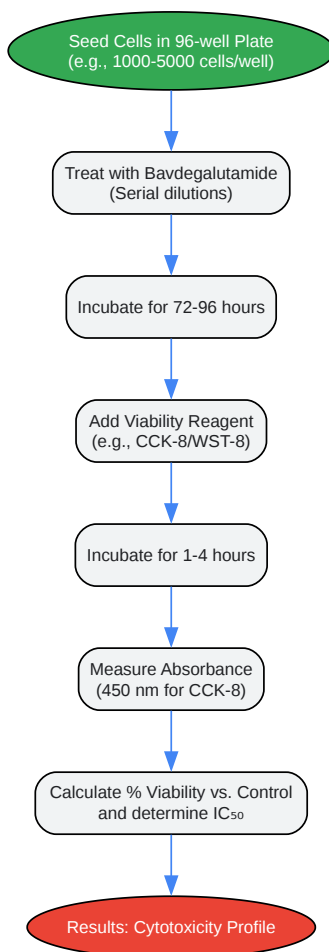 Seed Cells in 96-well Plate
(e.g., 1000-5000 cells/well)
Treat with Bavdegalutamide
(Serial dilutions)
Incubate for 72-96 hours
Add Viability Reagent
(e.g., CCK-8/WST-8)
Incubate for 1-4 hours
Measure Absorbance
(450 nm for CCK-8)
Calculate % Viability vs. Control
and determine IC₅₀
Results: Cytotoxicity Profile